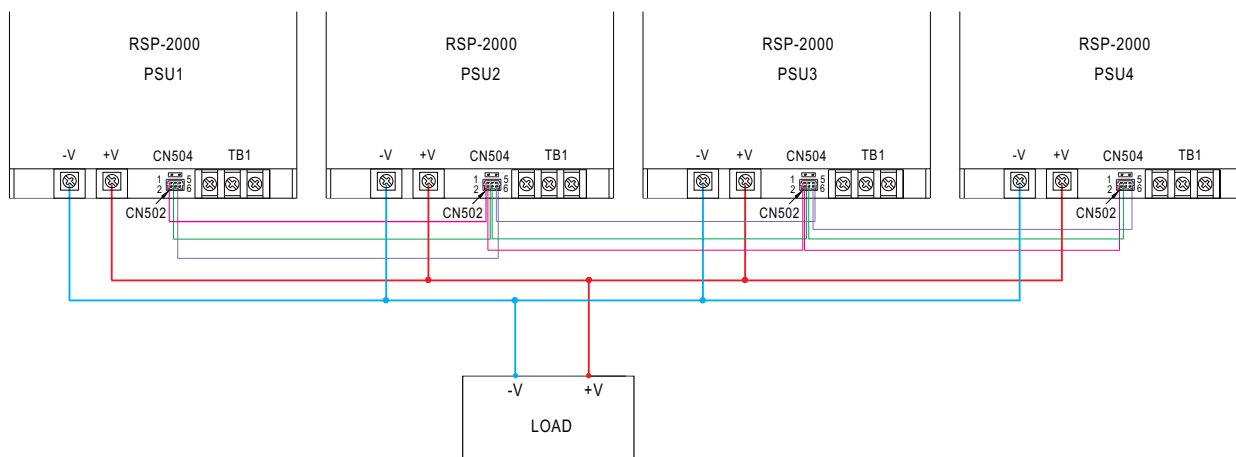 RSP-2000 RSP-2000 RSP-2000 RSP-2000
PSU1 PSU2 PSU3 PSU4
-V +V CN504 TB1 -V +V CN504 TB1 -V +V CN504 TB1 -V +V CN504 TB1
1 5 1 5 1 5 1 5
2 6 2 6 2 6 2 6
CN502 CN502 CN502 CN502
-V +V
LOAD